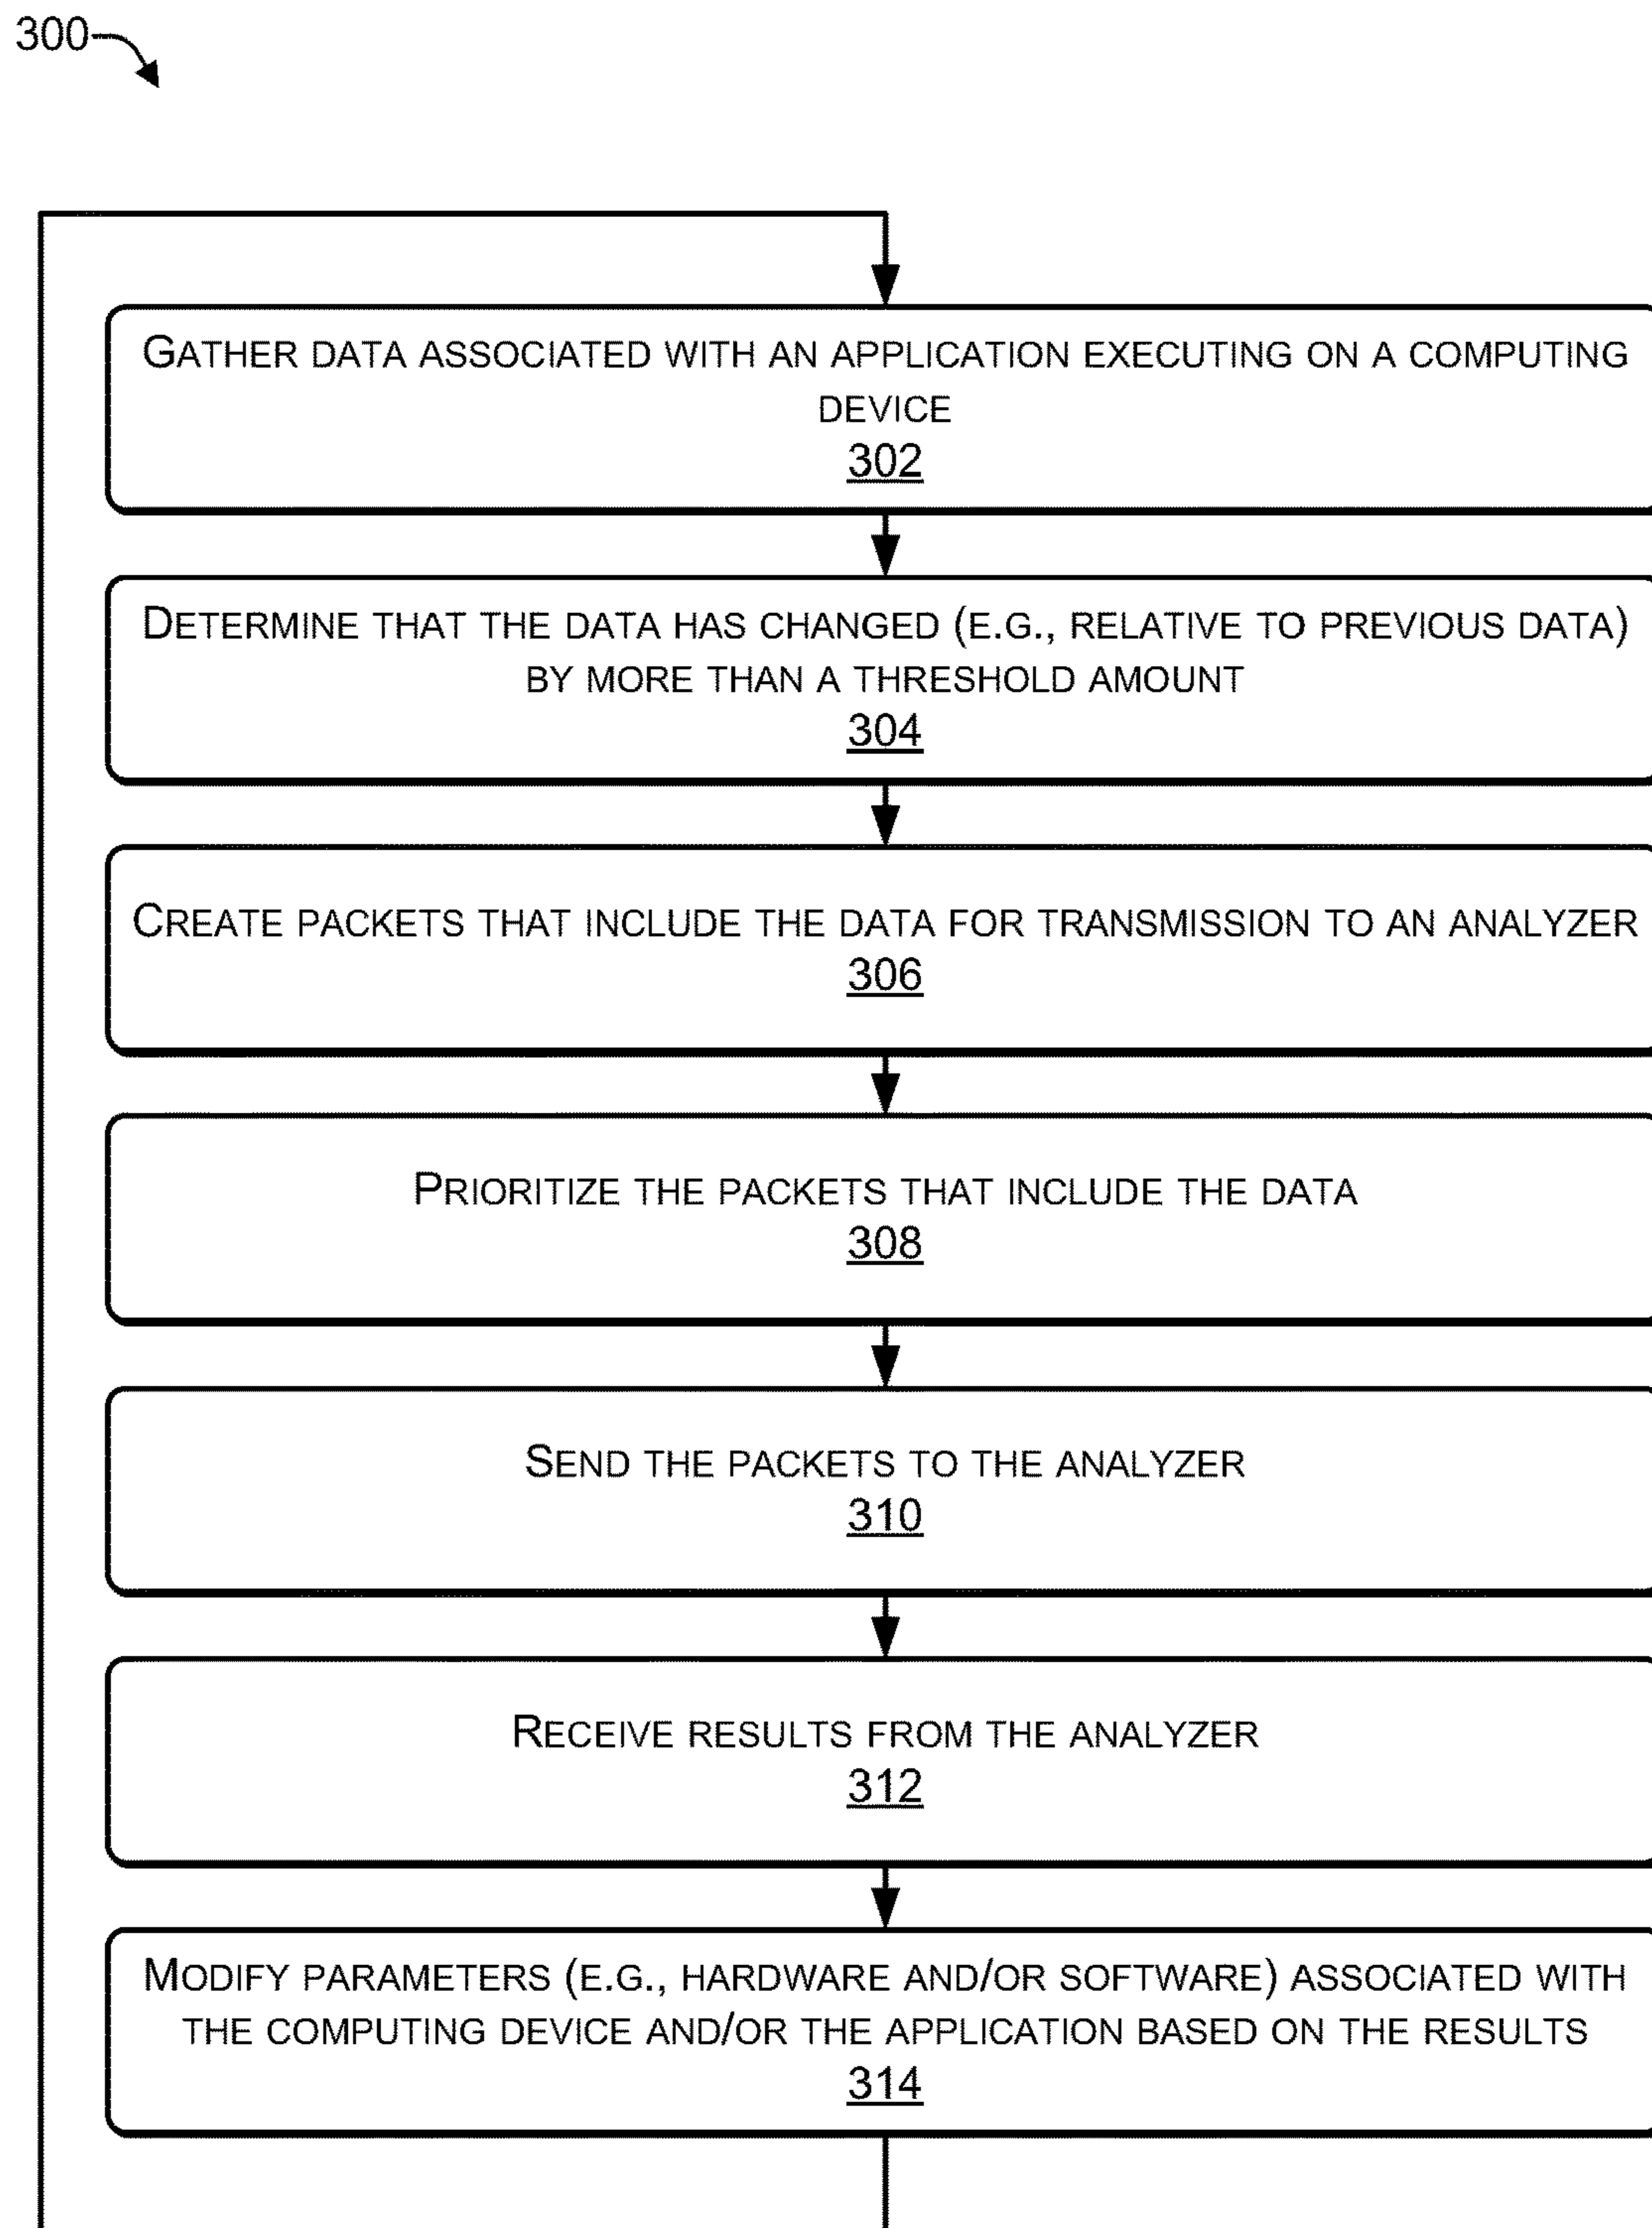 300
GATHER DATA ASSOCIATED WITH AN APPLICATION EXECUTING ON A COMPUTING
DEVICE
302
DETERMINE THAT THE DATA HAS CHANGED (E.G., RELATIVE TO PREVIOUS DATA)
BY MORE THAN A THRESHOLD AMOUNT
304
CREATE PACKETS THAT INCLUDE THE DATA FOR TRANSMISSION TO AN ANALYZER
306
PRIORITIZE THE PACKETS THAT INCLUDE THE DATA
308
SEND THE PACKETS TO THE ANALYZER
310
RECEIVE RESULTS FROM THE ANALYZER
312
MODIFY PARAMETERS (E.G., HARDWARE AND/OR SOFTWARE) ASSOCIATED WITH
THE COMPUTING DEVICE AND/OR THE APPLICATION BASED ON THE RESULTS
314